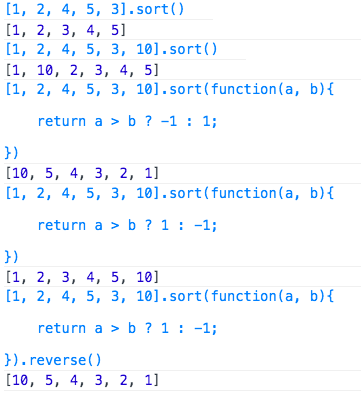 [1, 2, 4, 5, 3].sort()
[1, 2, 3, 4, 5]
[1, 2, 4, 5, 3, 10].sort()
[1, 10, 2, 3, 4, 5]
[1, 2, 4, 5, 3, 10].sort(function(a, b){
    return a > b ? -1 : 1;
})
[10, 5, 4, 3, 2, 1]
[1, 2, 4, 5, 3, 10].sort(function(a, b){
    return a > b ? 1 : -1;
})
[1, 2, 3, 4, 5, 10]
[1, 2, 4, 5, 3, 10].sort(function(a, b){
    return a > b ? 1 : -1;
}).reverse()
[10, 5, 4, 3, 2, 1]